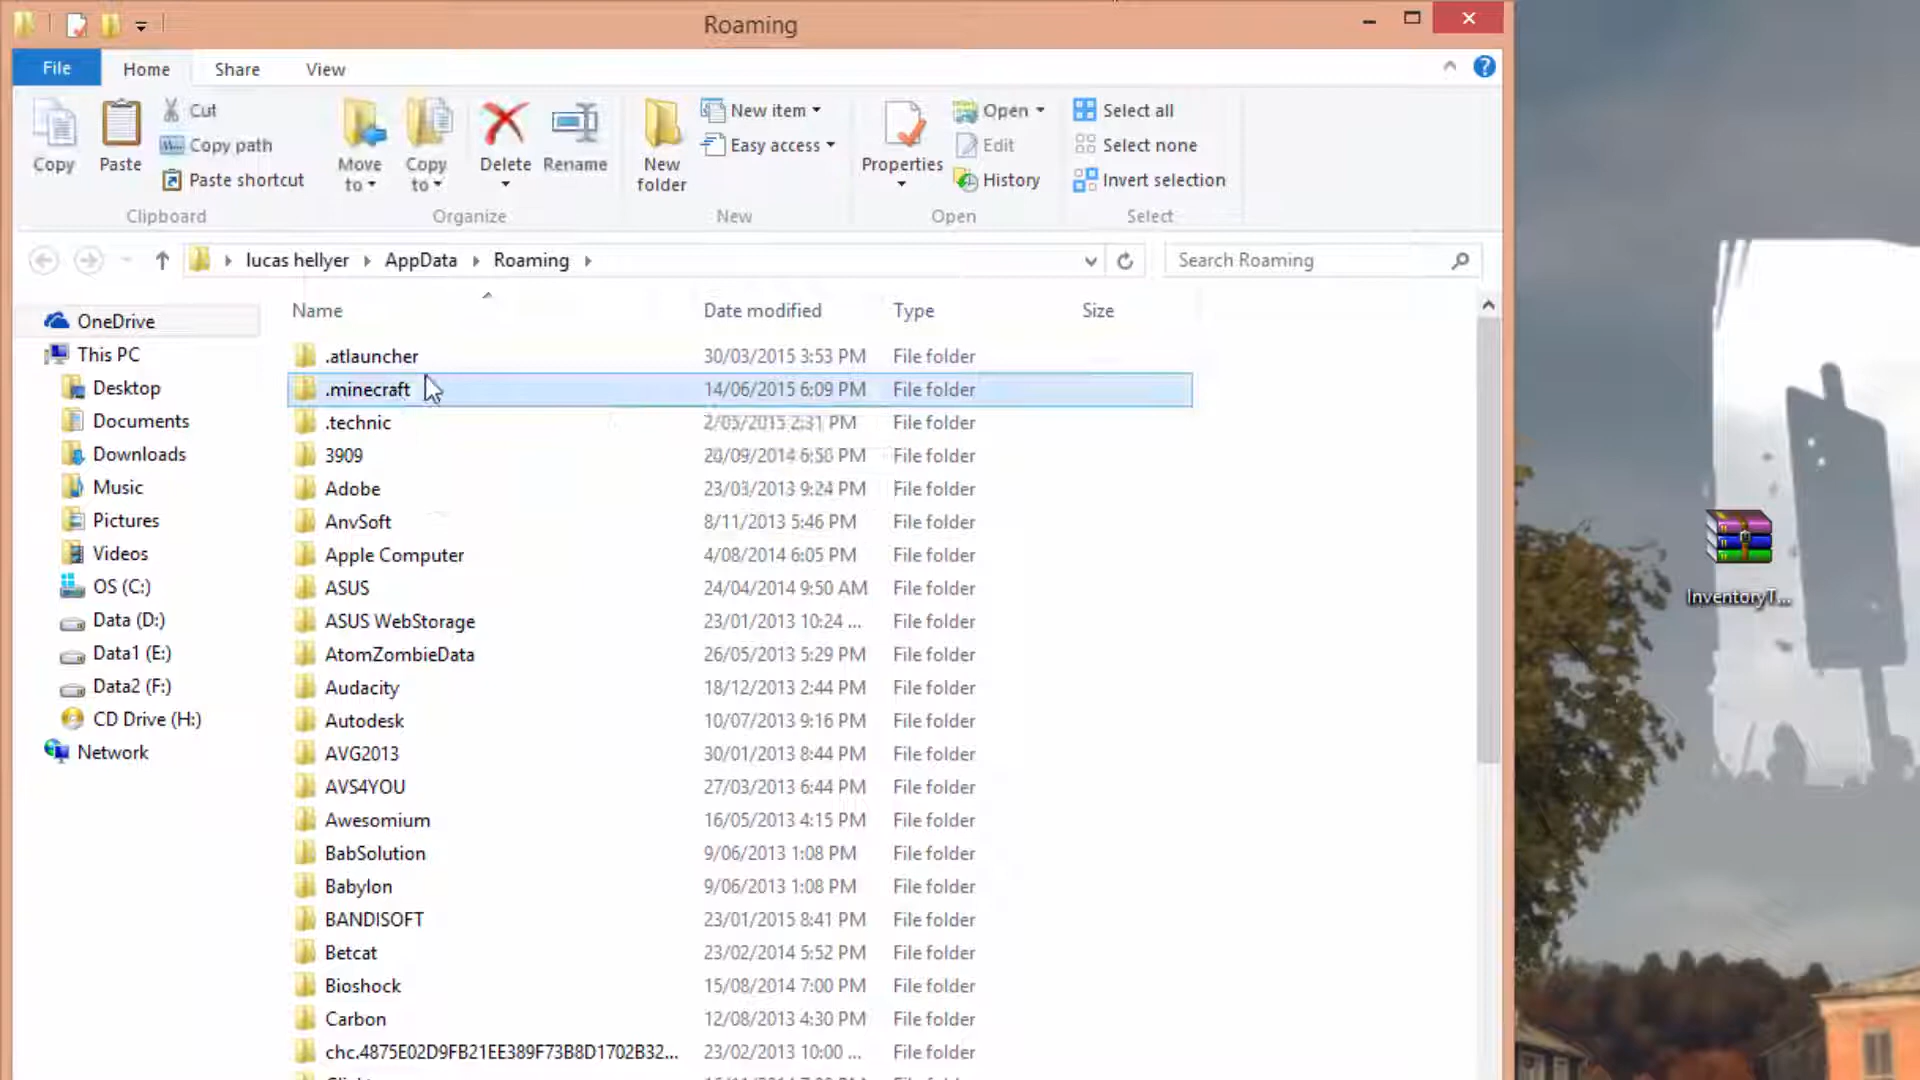 Roaming
File Home Share View
Copy
Paste
Cut
Copy path
Paste shortcut
Clipboard
Move to
Copy to
Delete
Rename
Organize
New folder
New item
Easy access
New
Properties
Open
Edit
History
Open
Select all
Select none
Invert selection
Select
lucas hellyer AppData Roaming
Search Roaming
OneDrive
This PC
Desktop
Documents
Downloads
Music
Pictures
Videos
OS (C:)
Data (D:)
Data1 (E:)
Data2 (F:)
CD Drive (H:)
Network
Name Date modified Type Size
.atlauncher 30/03/2015 3:53 PM File folder
.minecraft 14/06/2015 6:09 PM File folder
.technic 2/05/2015 2:31 PM File folder
3909 20/09/2014 6:50 PM File folder
Adobe 23/03/2013 9:24 PM File folder
AnvSoft 8/11/2013 5:46 PM File folder
Apple Computer 4/08/2014 6:05 PM File folder
ASUS 24/04/2014 9:50 AM File folder
ASUS WebStorage 23/01/2013 10:24 ... File folder
AtomZombieData 26/05/2013 5:29 PM File folder
Audacity 18/12/2013 2:44 PM File folder
Autodesk 10/07/2013 9:16 PM File folder
AVG2013 30/01/2013 8:44 PM File folder
AVS4YOU 27/03/2013 6:44 PM File folder
Awesomium 16/05/2013 4:15 PM File folder
BabSolution 9/06/2013 1:08 PM File folder
Babylon 9/06/2013 1:08 PM File folder
BANDISOFT 23/01/2015 8:41 PM File folder
Betcat 23/02/2014 5:52 PM File folder
Bioshock 15/08/2014 7:00 PM File folder
Carbon 12/08/2013 4:30 PM File folder
chc.4875E02D9FB21EE389F73B8D1702B32... 23/02/2013 10:00 ... File folder
InventoryT...